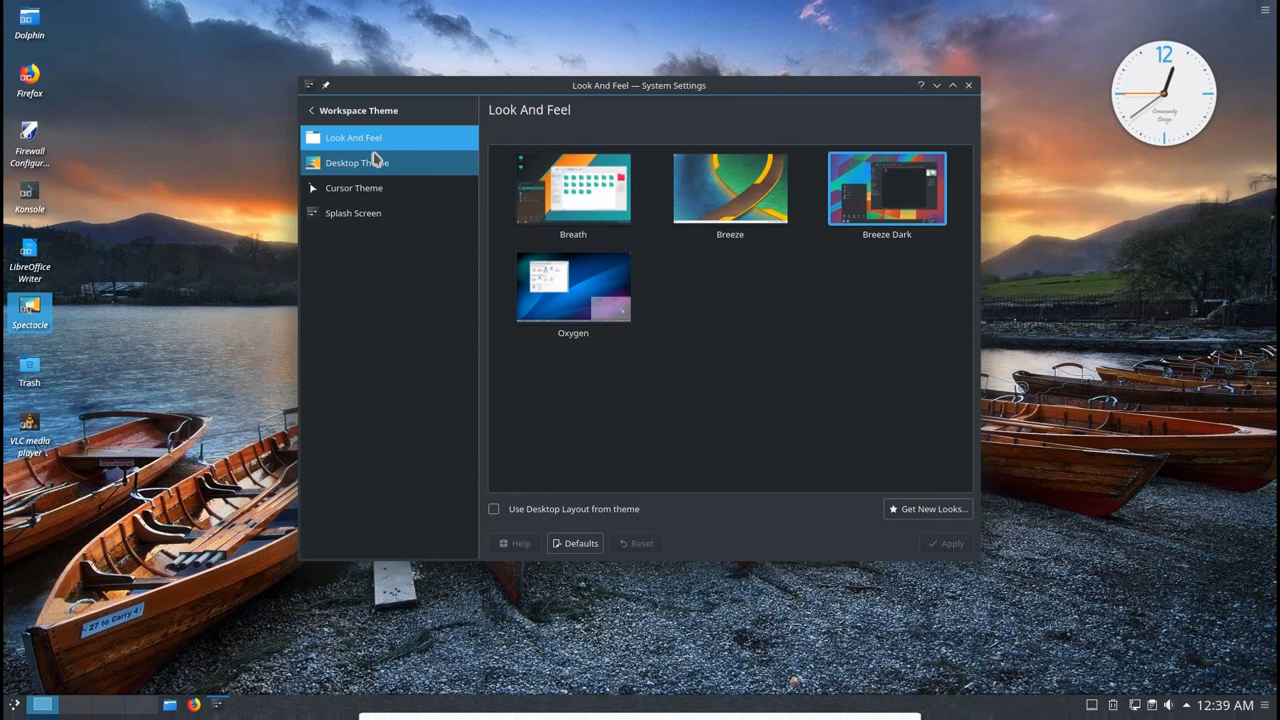 Dolphin
Firefox
Firewall
Configur...
Konsole
LibreOffice
Writer
Spectacle
Trash
VLC media
player
Look And Feel — System Settings
Workspace Theme
Look And Feel
Desktop Theme
Cursor Theme
Splash Screen
Look And Feel
Breath
Breeze
Breeze Dark
Oxygen
Use Desktop Layout from theme
Get New Looks...
Help
Defaults
Reset
Apply
12
Community
Design
27 to Carry 4
12:39 AM